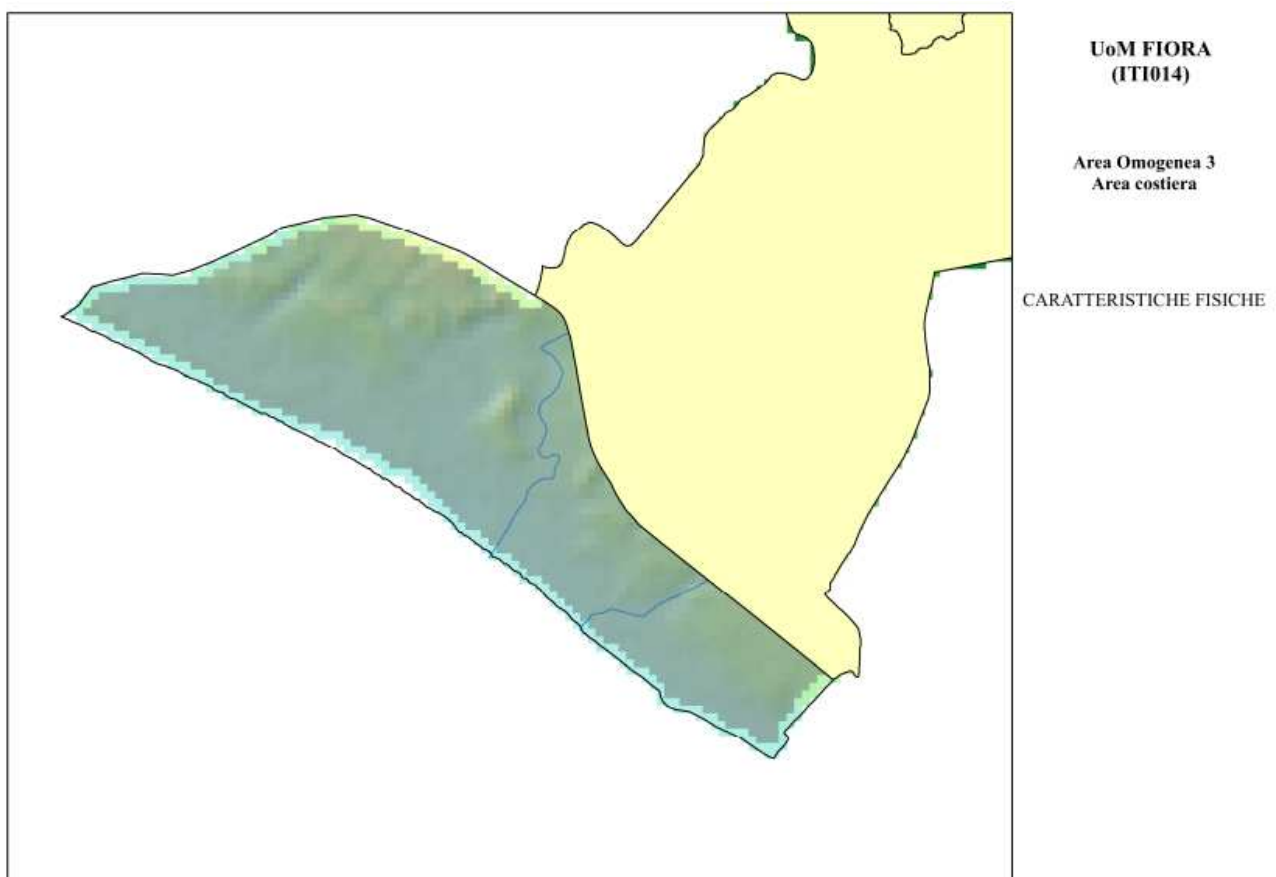 UoM FIORA
(ITI014)
Area Omogenea 3
Area costiera
CARATTERISTICHE FISICHE